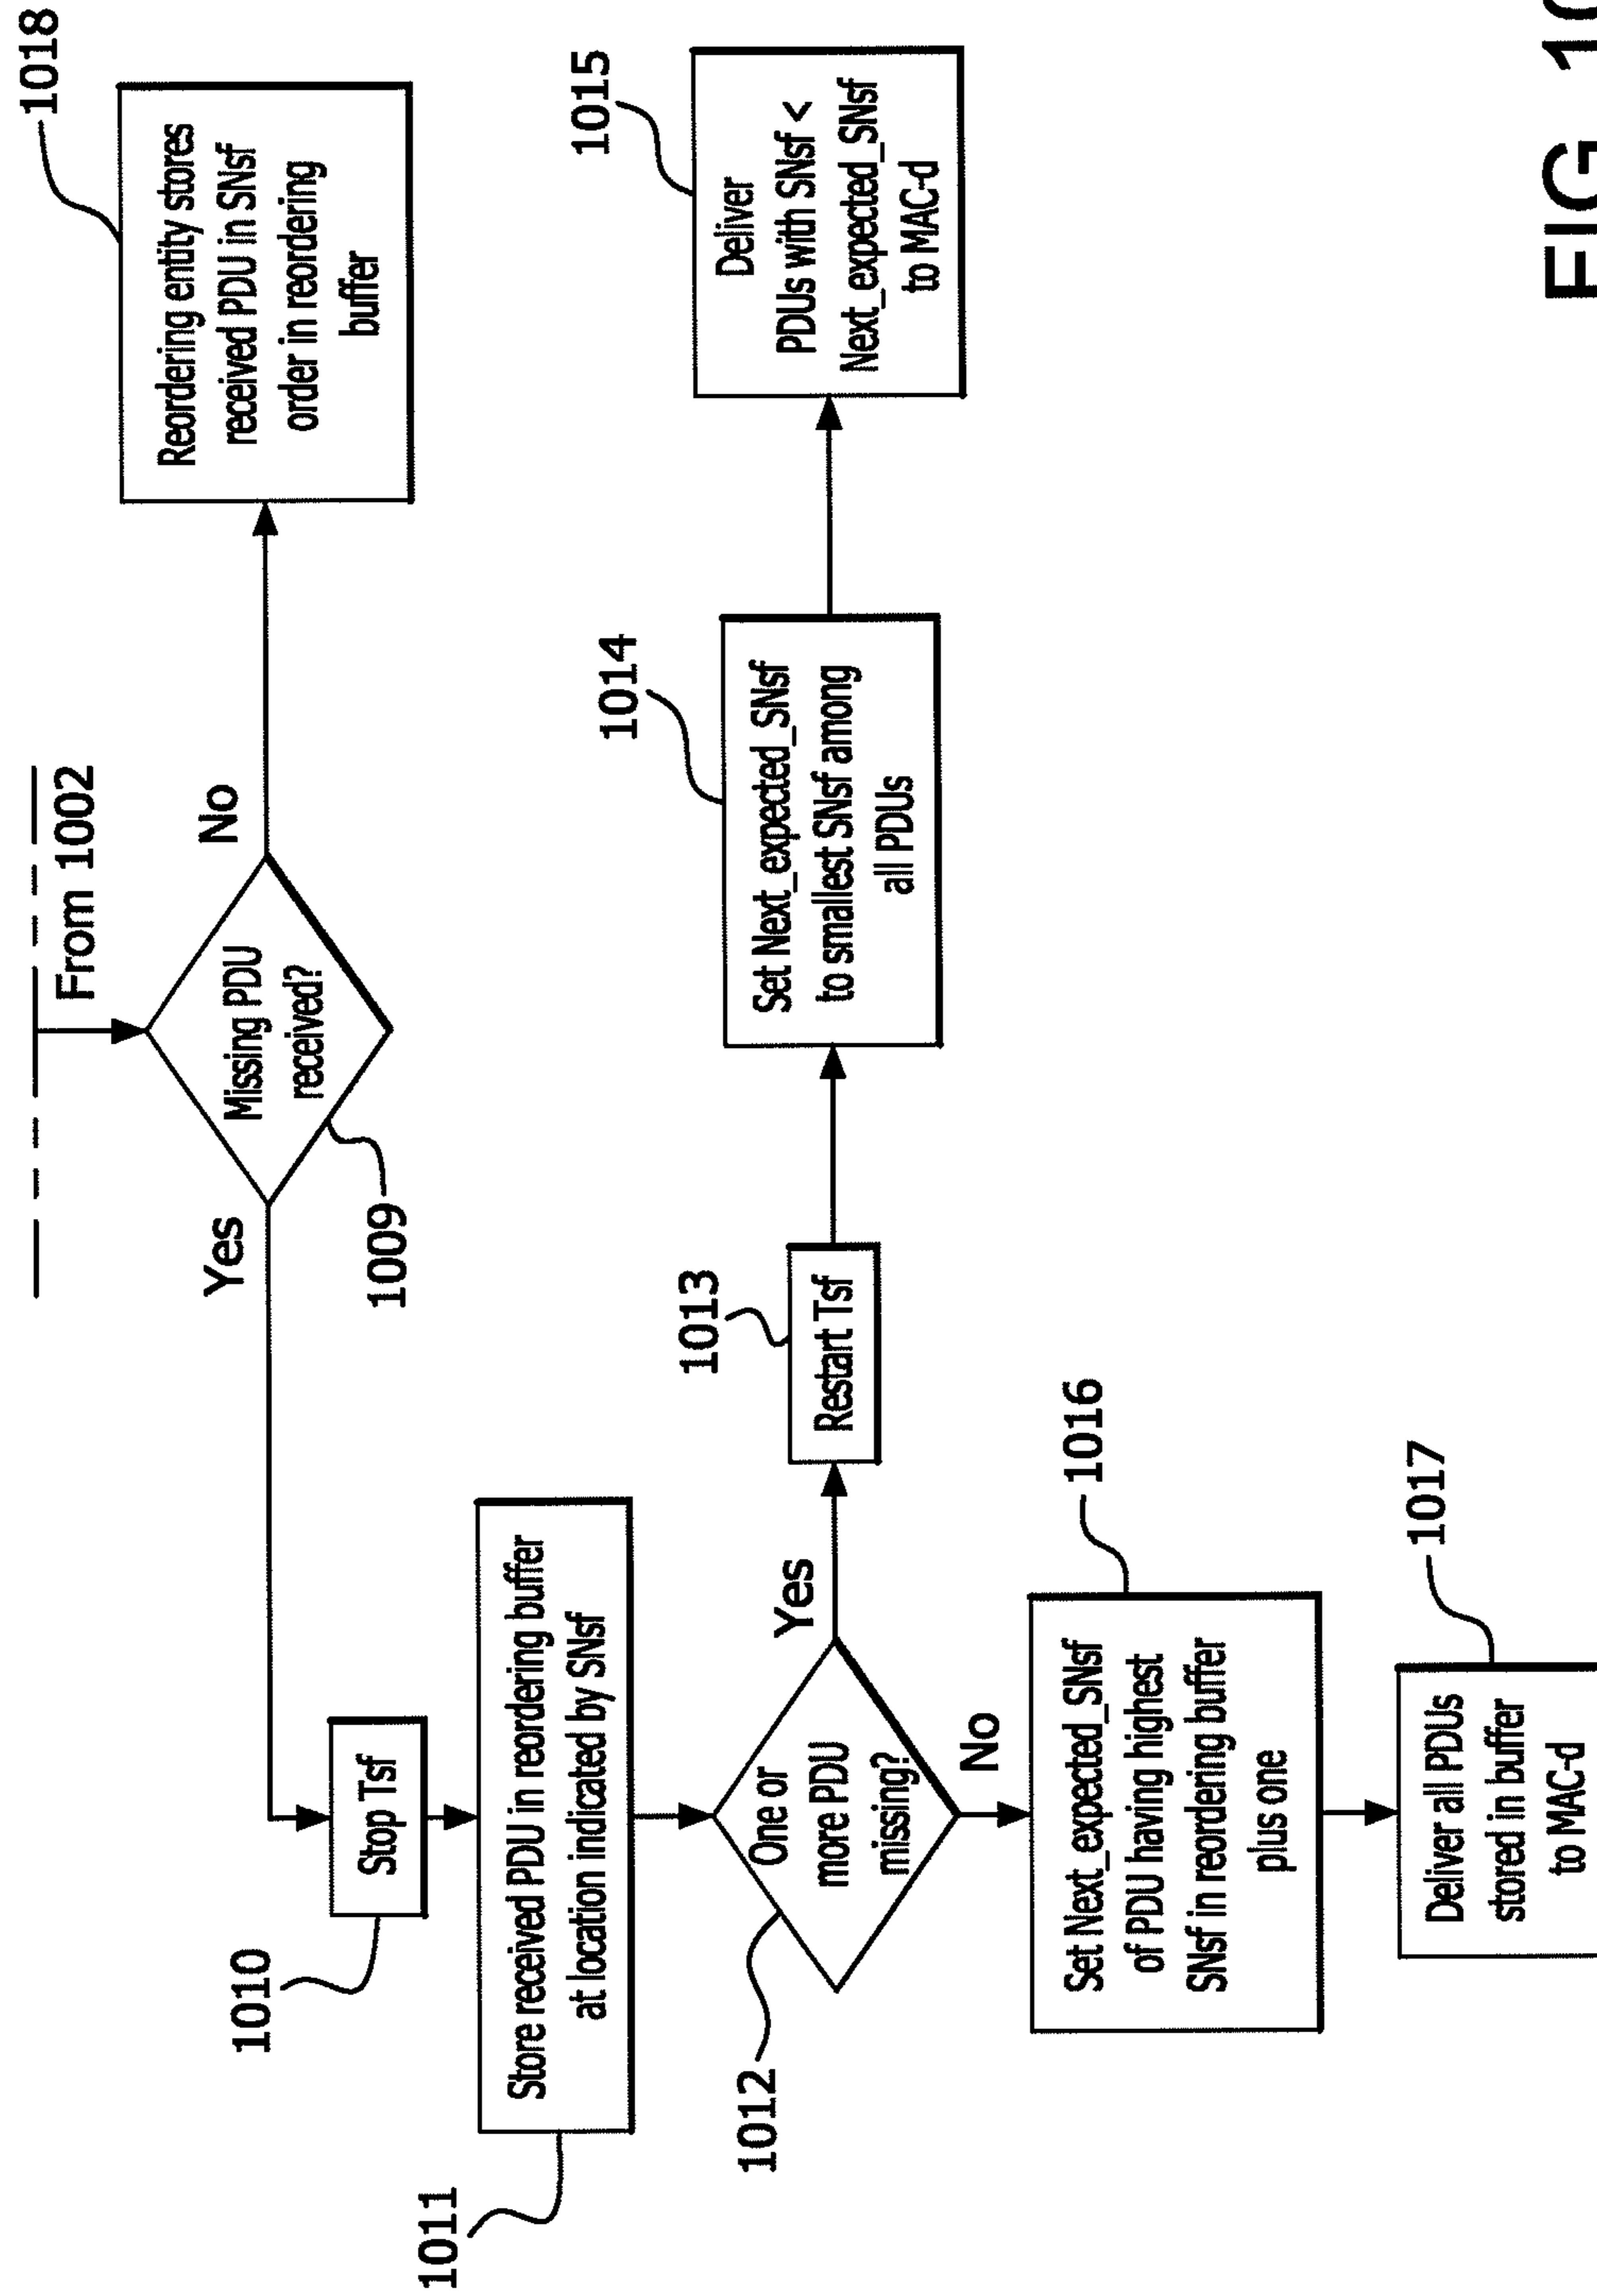 From 1002
Missing PDU
received?
1009
Yes
No
Reordering entity stores
received PDU in SNsf
order in reordering
buffer
1018
Stop Tsf
1010
Store received PDU in reordering buffer
at location indicated by SNsf
1011
One or
more PDU
missing?
1012
Yes
No
Restart Tsf
1013
Set Next_expected_SNsf
to smallest SNsf among
all PDUs
1014
Deliver
PDUs with SNsf <
Next_expected_SNsf
to MAC-d
1015
Set Next_expected_SNsf
of PDU having highest
SNsf in reordering buffer
plus one
1016
Deliver all PDUs
stored in buffer
to MAC-d
1017